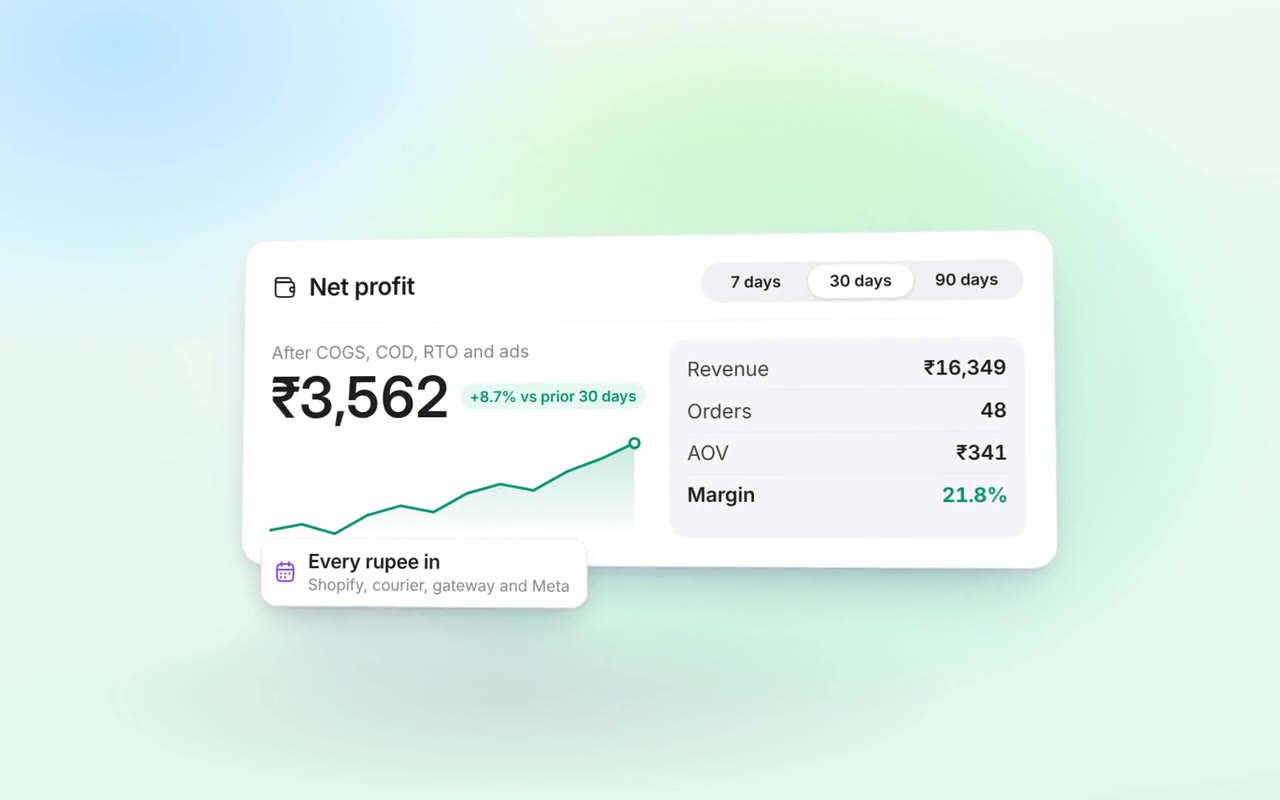 Net profit
7 days 30 days 90 days
After COGS, COD, RTO and ads
₹3,562 +8.7% vs prior 30 days
Revenue ₹16,349
Orders 48
AOV ₹341
Margin 21.8%
Every rupee in
Shopify, courier, gateway and Meta